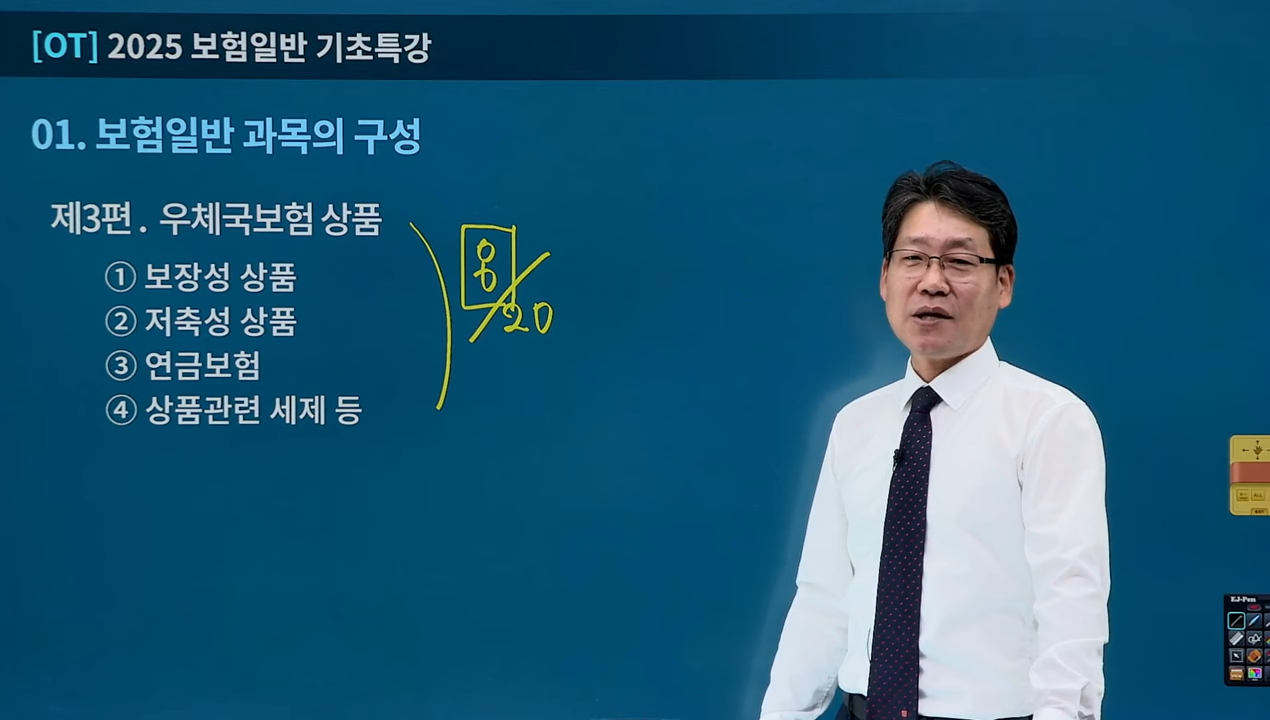 [OT] 2025 보험일반 기초특강
01. 보험일반 과목의 구성
제3편. 우체국보험 상품
① 보장성 상품
② 저축성 상품
③ 연금보험
④ 상품관련 세제 등
8/20
EJ-Pen
ALL